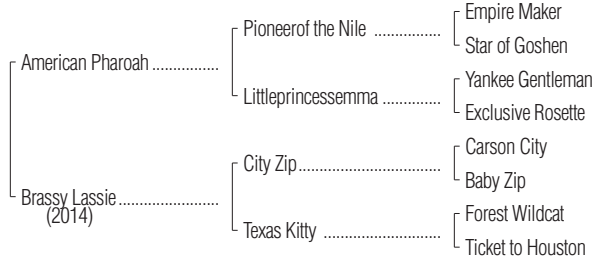 Empire Maker
Pioneerof the Nile ................
Star of Goshen
American Pharoah ................
Yankee Gentleman
Littleprincessemma ..............
Exclusive Rosette
Carson City
City Zip..................................
Baby Zip
Brassy Lassie........................
(2014)
Forest Wildcat
Texas Kitty ............................
Ticket to Houston